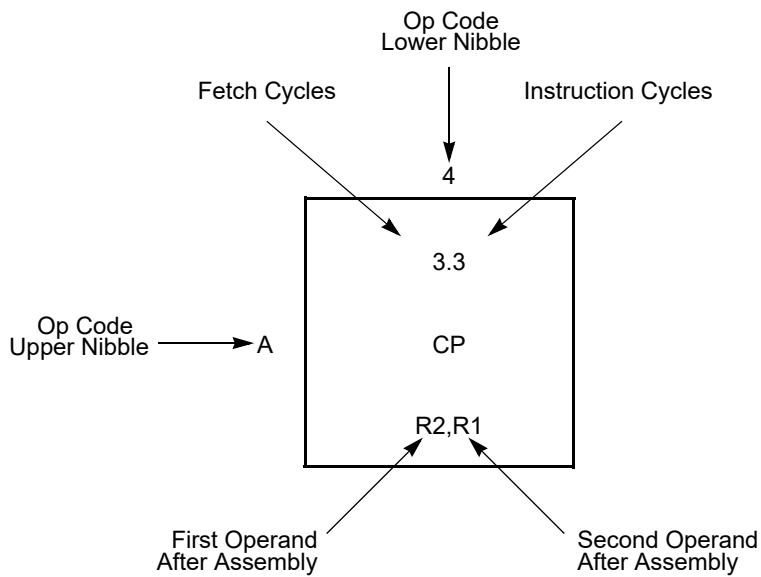 Op Code
Lower Nibble
Fetch Cycles
Instruction Cycles
4
3.3
Op Code
Upper Nibble
A
CP
R2,R1
First Operand
After Assembly
Second Operand
After Assembly